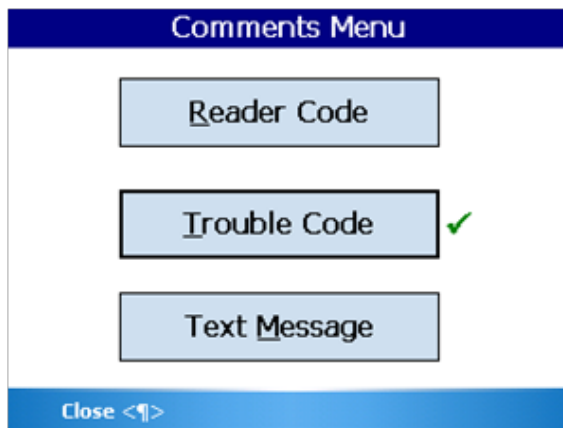 Comments Menu
Reader Code
Trouble Code
Text Message
Close <¶>